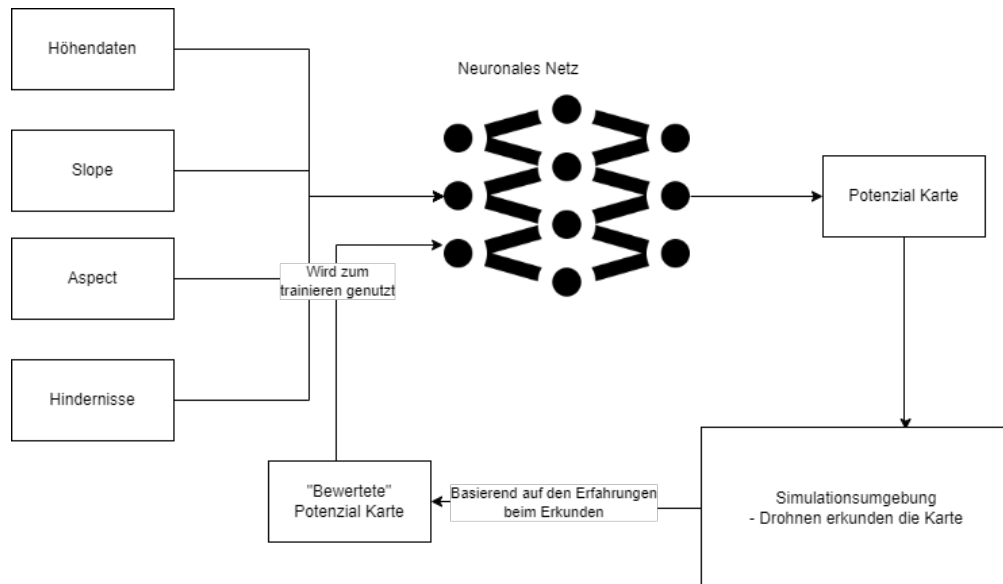 Höhendaten
Neuronales Netz
Slope
Potenzial Karte
Aspect
Wird zum
trainieren genutzt
Hindernisse
"Bewertete"
Potenzial Karte
Basierend auf den Erfahrungen
beim Erkunden
Simulationsumgebung
- Drohnen erkunden die Karte